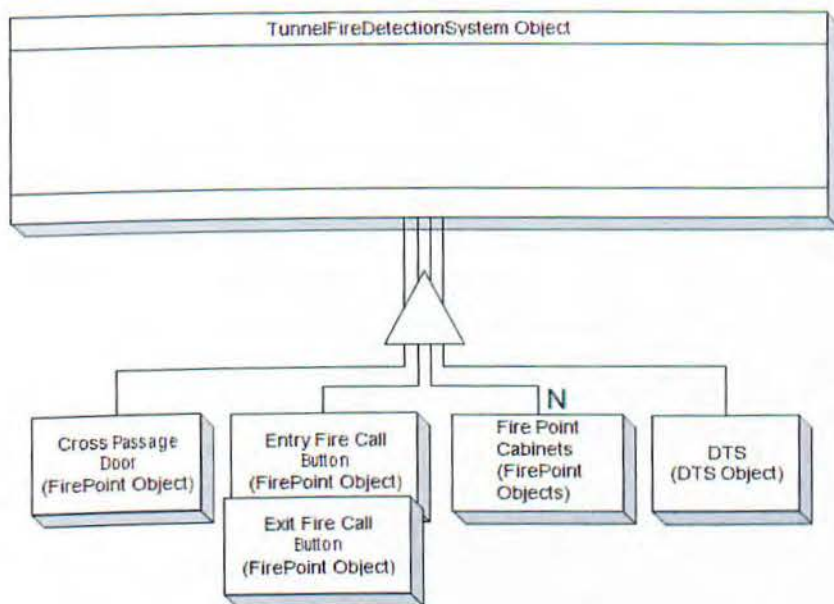 TunnelFireDetectionSystem Object
N
Cross Passage
Door
(FirePoint Object)
Entry Fire Call
Button
(FirePoint Object)
Exit Fire Call
Button
(FirePoint Object)
Fire Point
Cabinets
(FirePoint
Objects)
DTS
(DTS Object)